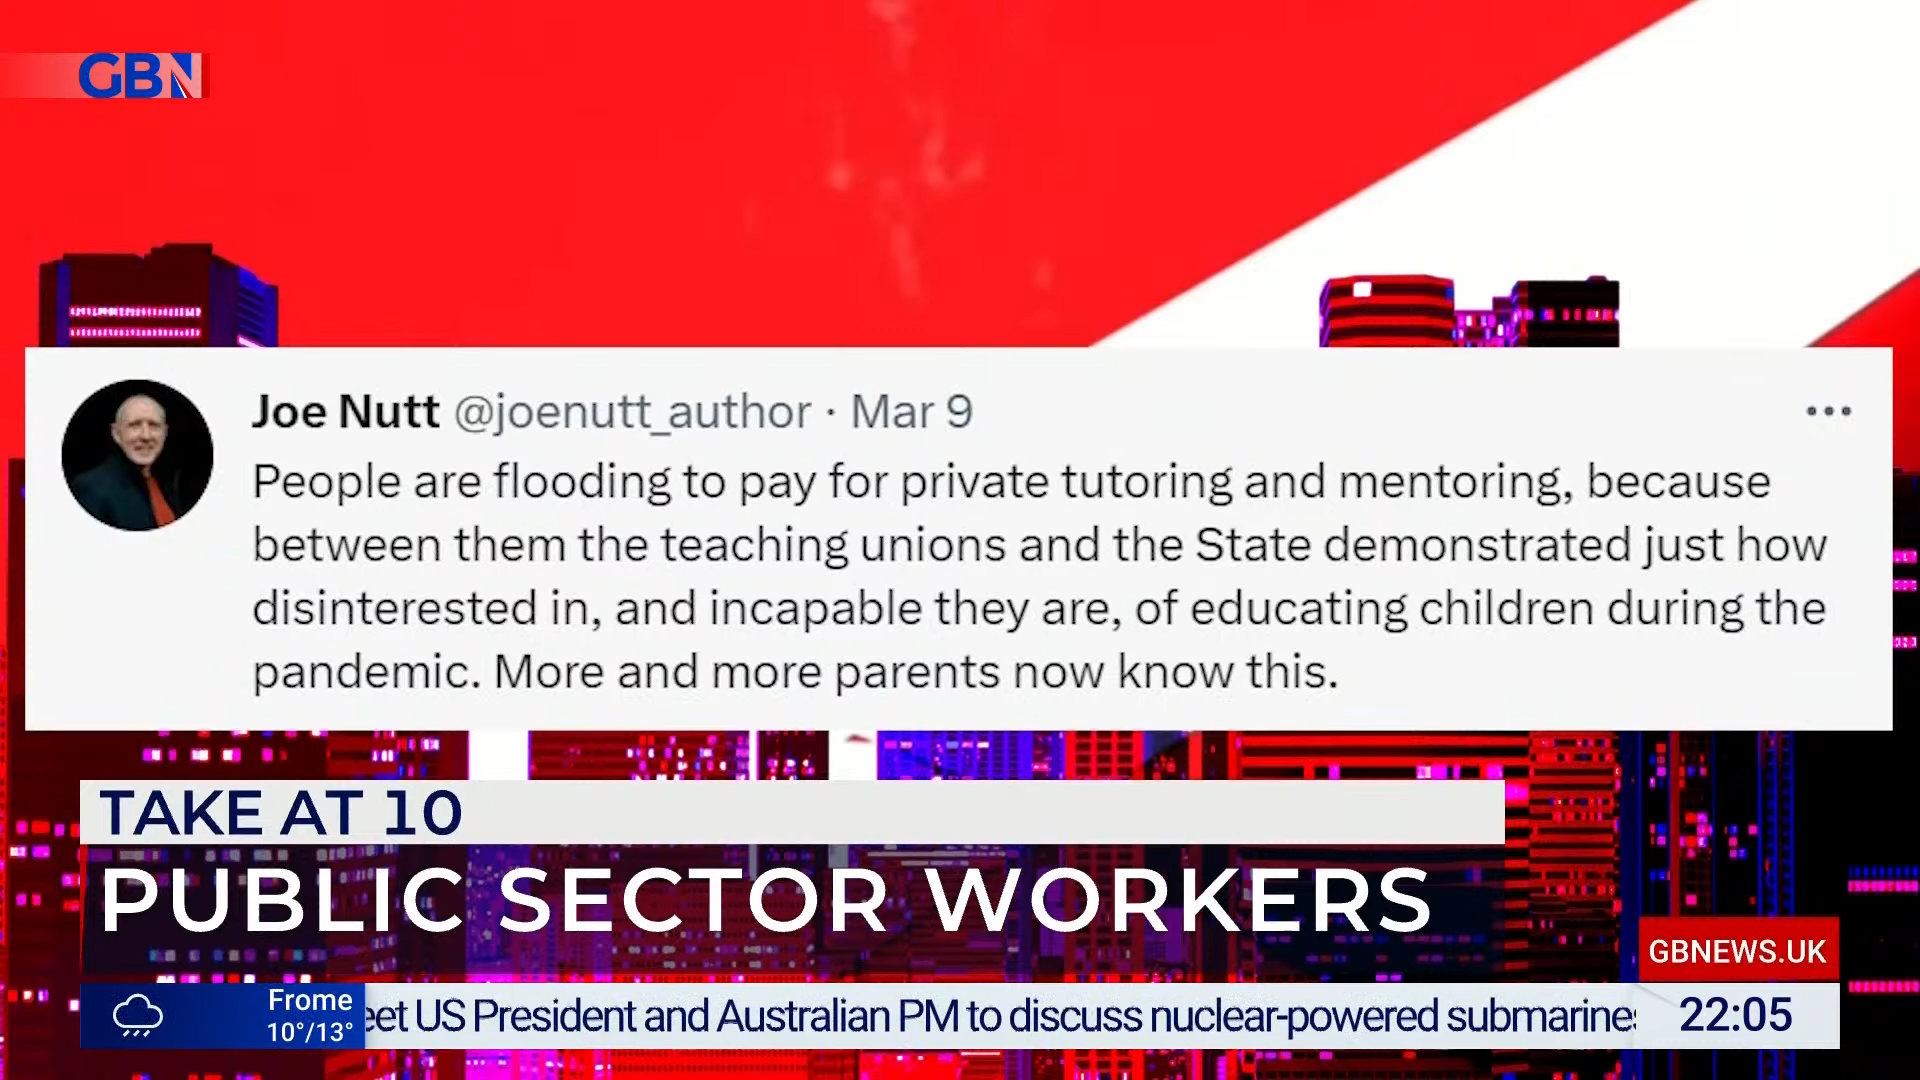 GBN
Joe Nutt @joenutt_author · Mar 9
People are flooding to pay for private tutoring and mentoring, because
between them the teaching unions and the State demonstrated just how
disinterested in, and incapable they are, of educating children during the
pandemic. More and more parents now know this.
TAKE AT 10
PUBLIC SECTOR WORKERS
GBNEWS.UK
Frome
10°/13°
US President and Australian PM to discuss nuclear-powered submarines
22:05